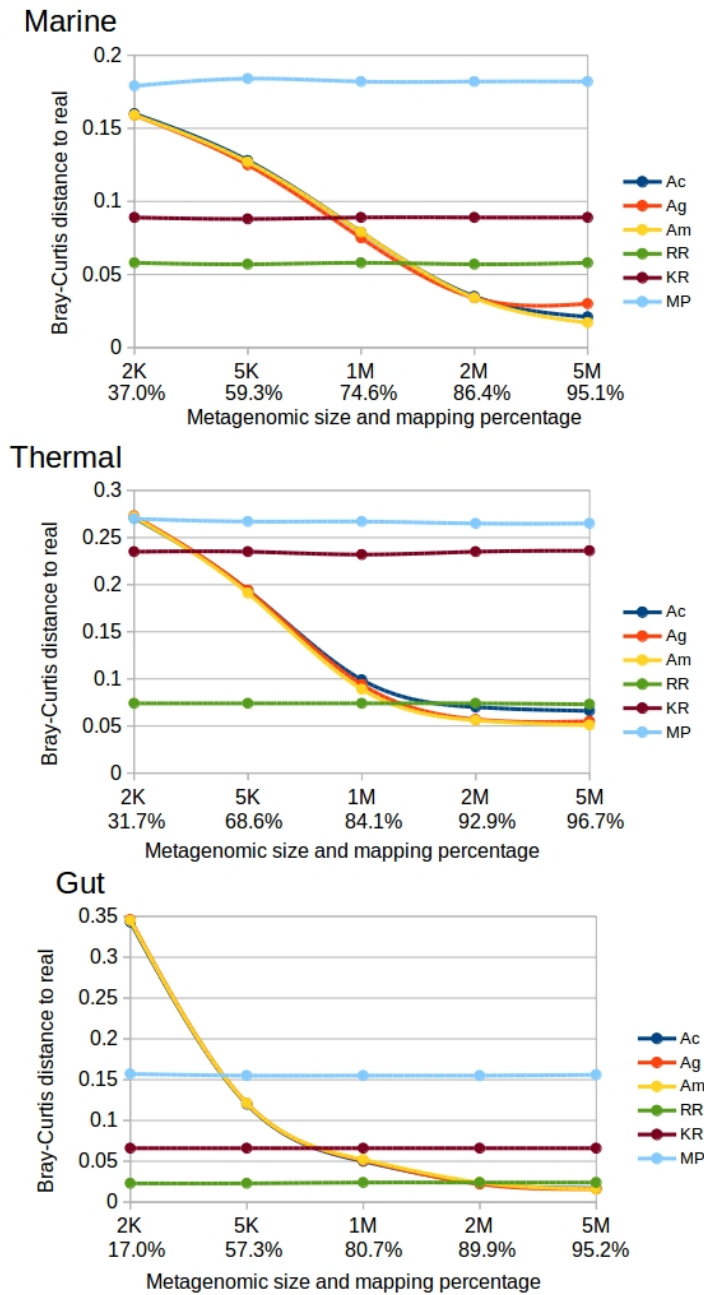 Marine
0.2
0.15
0.1
0.05
0
Bray-Curtis distance to real
2K 5K 1M 2M 5M
37.0% 59.3% 74.6% 86.4% 95.1%
Metagenomic size and mapping percentage
Ac
Ag
Am
RR
KR
MP
Thermal
0.3
0.25
0.2
0.15
0.1
0.05
0
Bray-Curtis distance to real
2K 5K 1M 2M 5M
31.7% 68.6% 84.1% 92.9% 96.7%
Metagenomic size and mapping percentage
Ac
Ag
Am
RR
KR
MP
Gut
0.35
0.3
0.25
0.2
0.15
0.1
0.05
0
Bray-Curtis distance to real
2K 5K 1M 2M 5M
17.0% 57.3% 80.7% 89.9% 95.2%
Metagenomic size and mapping percentage
Ac
Ag
Am
RR
KR
MP